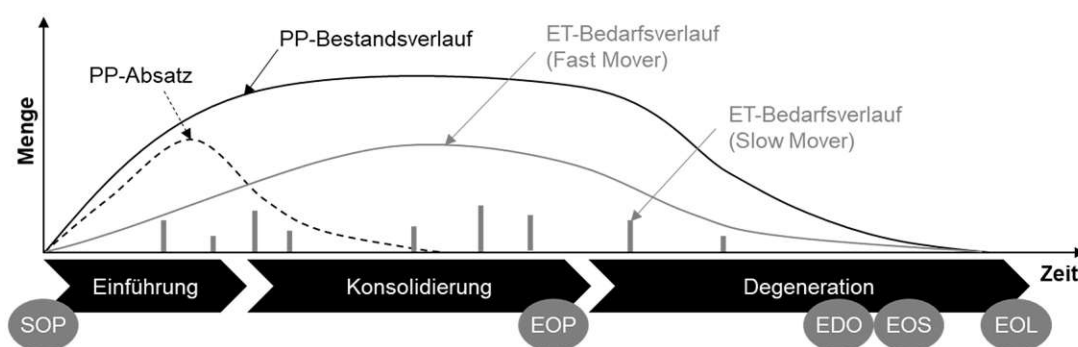 PP-Bestandsverlauf
ET-Bedarfsverlauf
(Fast Mover)
PP-Absatz
ET-Bedarfsverlauf
(Slow Mover)
Menge
Zeit
Einführung
Konsolidierung
Degeneration
SOP
EOP
EDO
EOS
EOL